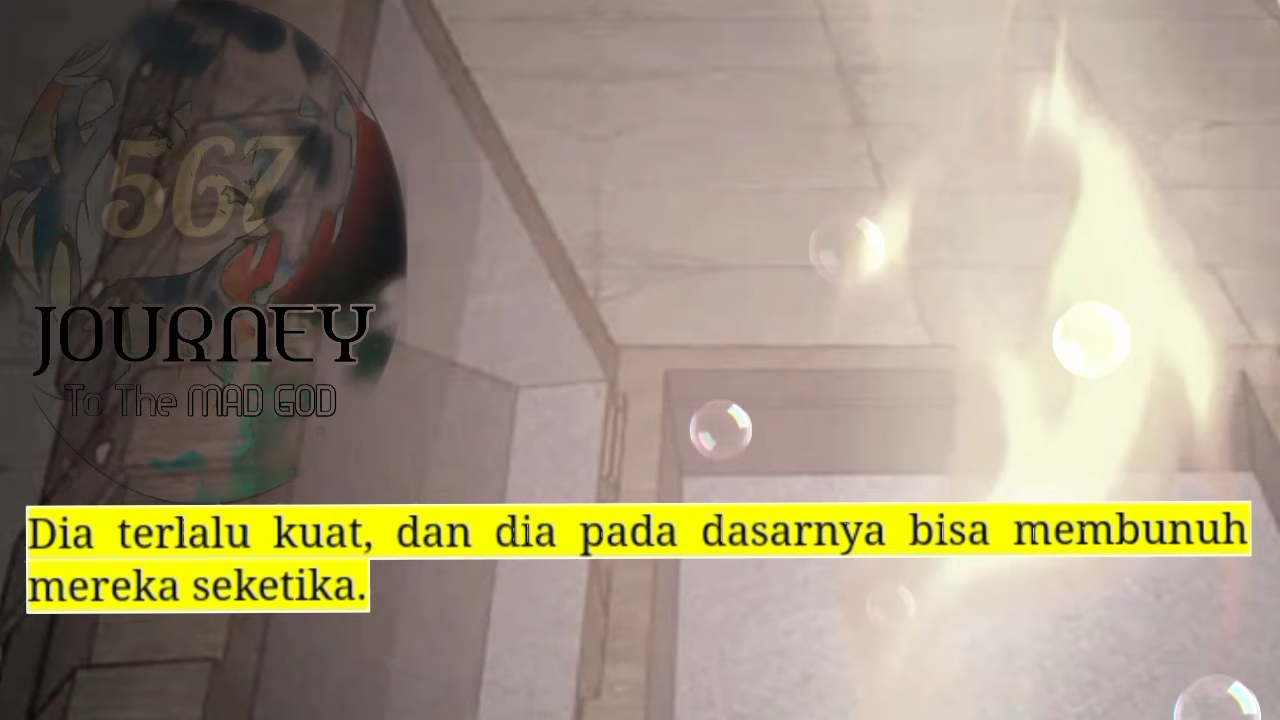 567
JOURNEY
To The MAD GOD
Dia terlalu kuat, dan dia pada dasarnya bisa membunuh
mereka seketika.